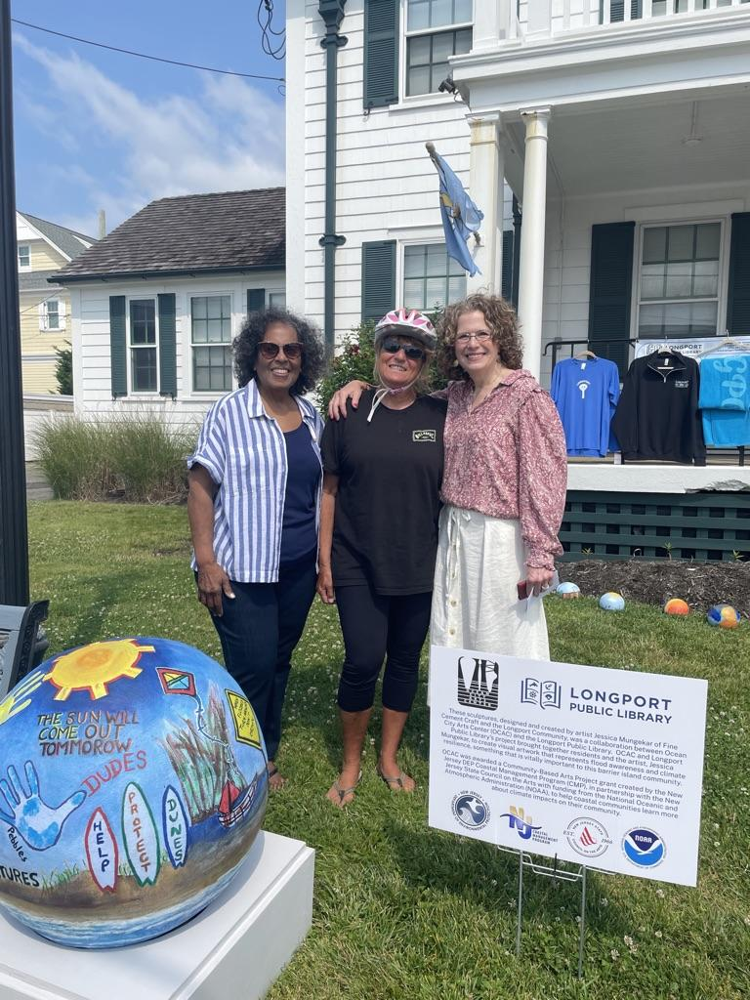 LONGPORT
LIBRARY
BILLABONG
THE SUN WILL
COME OUT
TOMMOROW
DUDES
HELP
PROTECT
DUNES
Pebbles
TURES
LONGPORT
PUBLIC LIBRARY
These sculptures, designed and created by artist Jessica Mungekar of Fine
Cement Craft and the Longport Community, was a collaboration between Ocean
City Arts Center (OCAC) and the Longport Public Library. OCAC and Longport
Public Library's project brought together residents and the artist, Jessica
Mungekar, to create visual artwork that represents flood awareness and climate
resilience, something that is vitally important to this barrier island community.
OCAC was awarded a Community-Based Arts Project grant created by the New
Jersey DEP Coastal Management Program (CMP), in partnership with the New
Jersey State Council on the Arts with funding from the National Oceanic and
Atmospheric Administration (NOAA), to help coastal communities learn more
about climate impacts on their community.
NJ
COASTAL
MANAGEMENT
PROGRAM
EST.
1966
NOAA